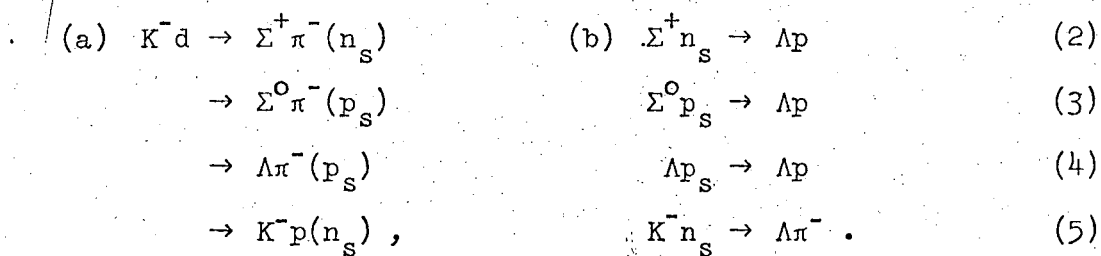 (a) K⁻d → Σ⁺π⁻(nₛ) (b) Σ⁺nₛ → Λp (2)
→ Σ⁰π⁻(pₛ) Σ⁰pₛ → Λp (3)
→ Λπ⁻(pₛ) Λpₛ → Λp (4)
→ K⁻p(nₛ) , K⁻nₛ → Λπ⁻ . (5)